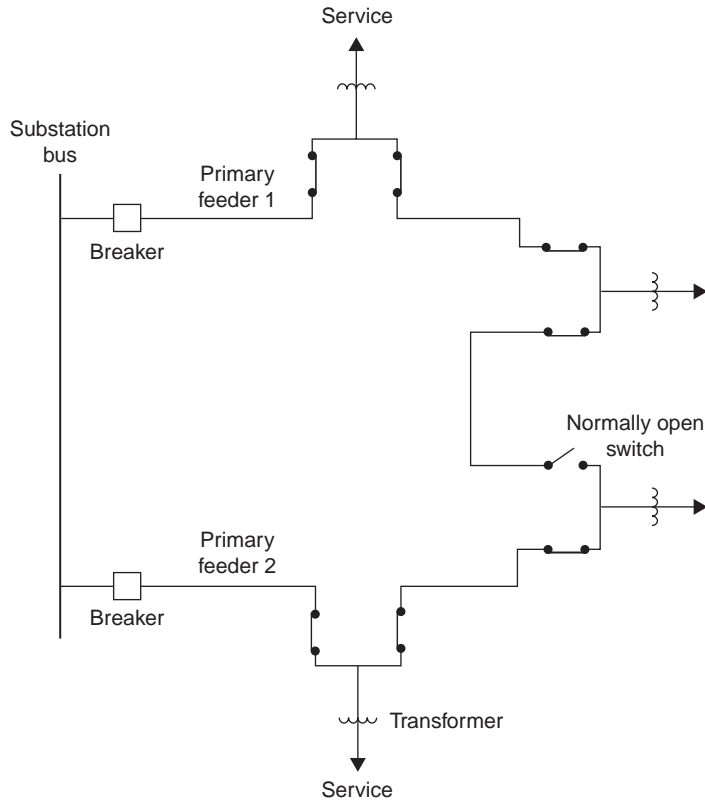 Service
Substation
bus
Primary
feeder 1
Breaker
Normally open
switch
Primary
feeder 2
Breaker
Transformer
Service